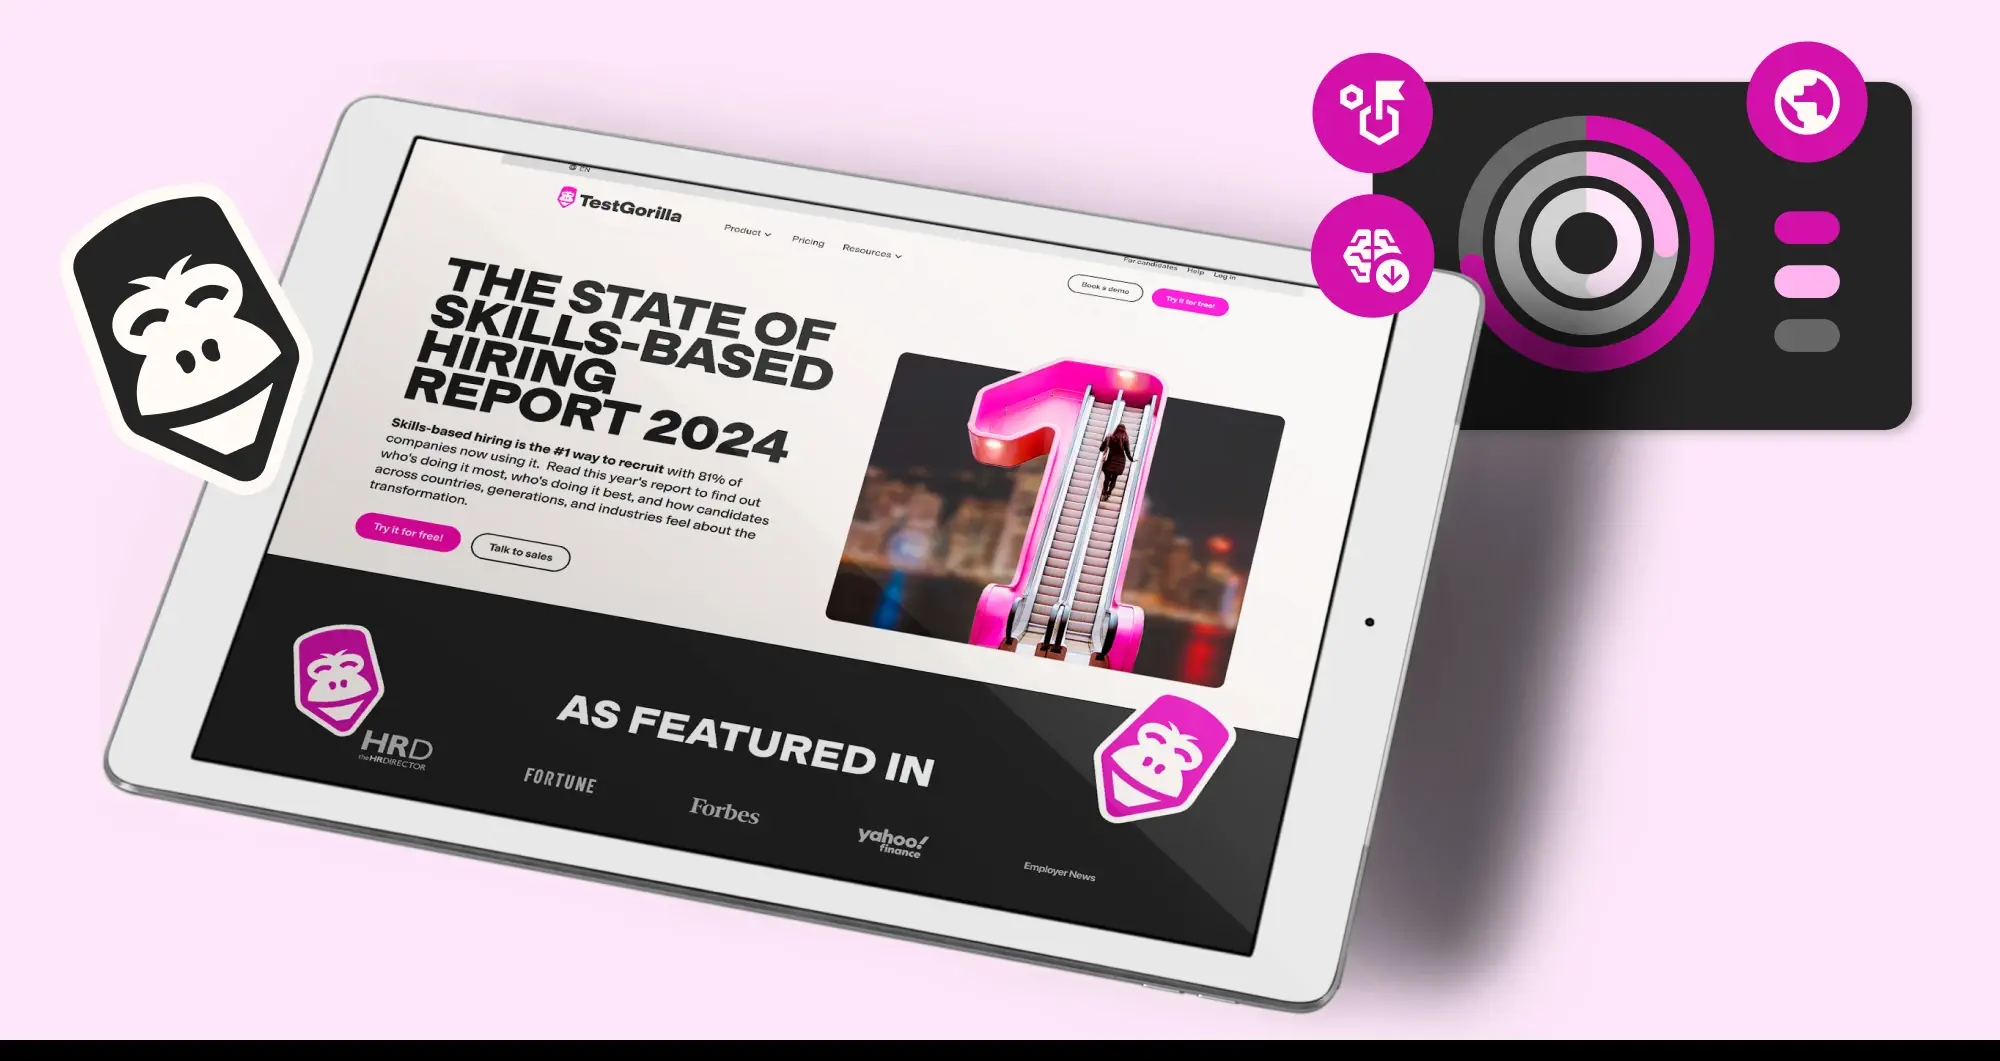 EN
TestGorilla
Product
Pricing
Resources
For candidates
Help
Log in
Book a demo
Try it for free!
THE STATE OF
SKILLS-BASED
HIRING
REPORT 2024
Skills-based hiring is the #1 way to recruit with 81% of
companies now using it. Read this year's report to find out
who's doing it most, who's doing it best, and how candidates
across countries, generations, and industries feel about the
transformation.
Try it for free!
Talk to sales
AS FEATURED IN
HRD
theHRDIRECTOR
FORTUNE
Forbes
yahoo!
finance
Employer News